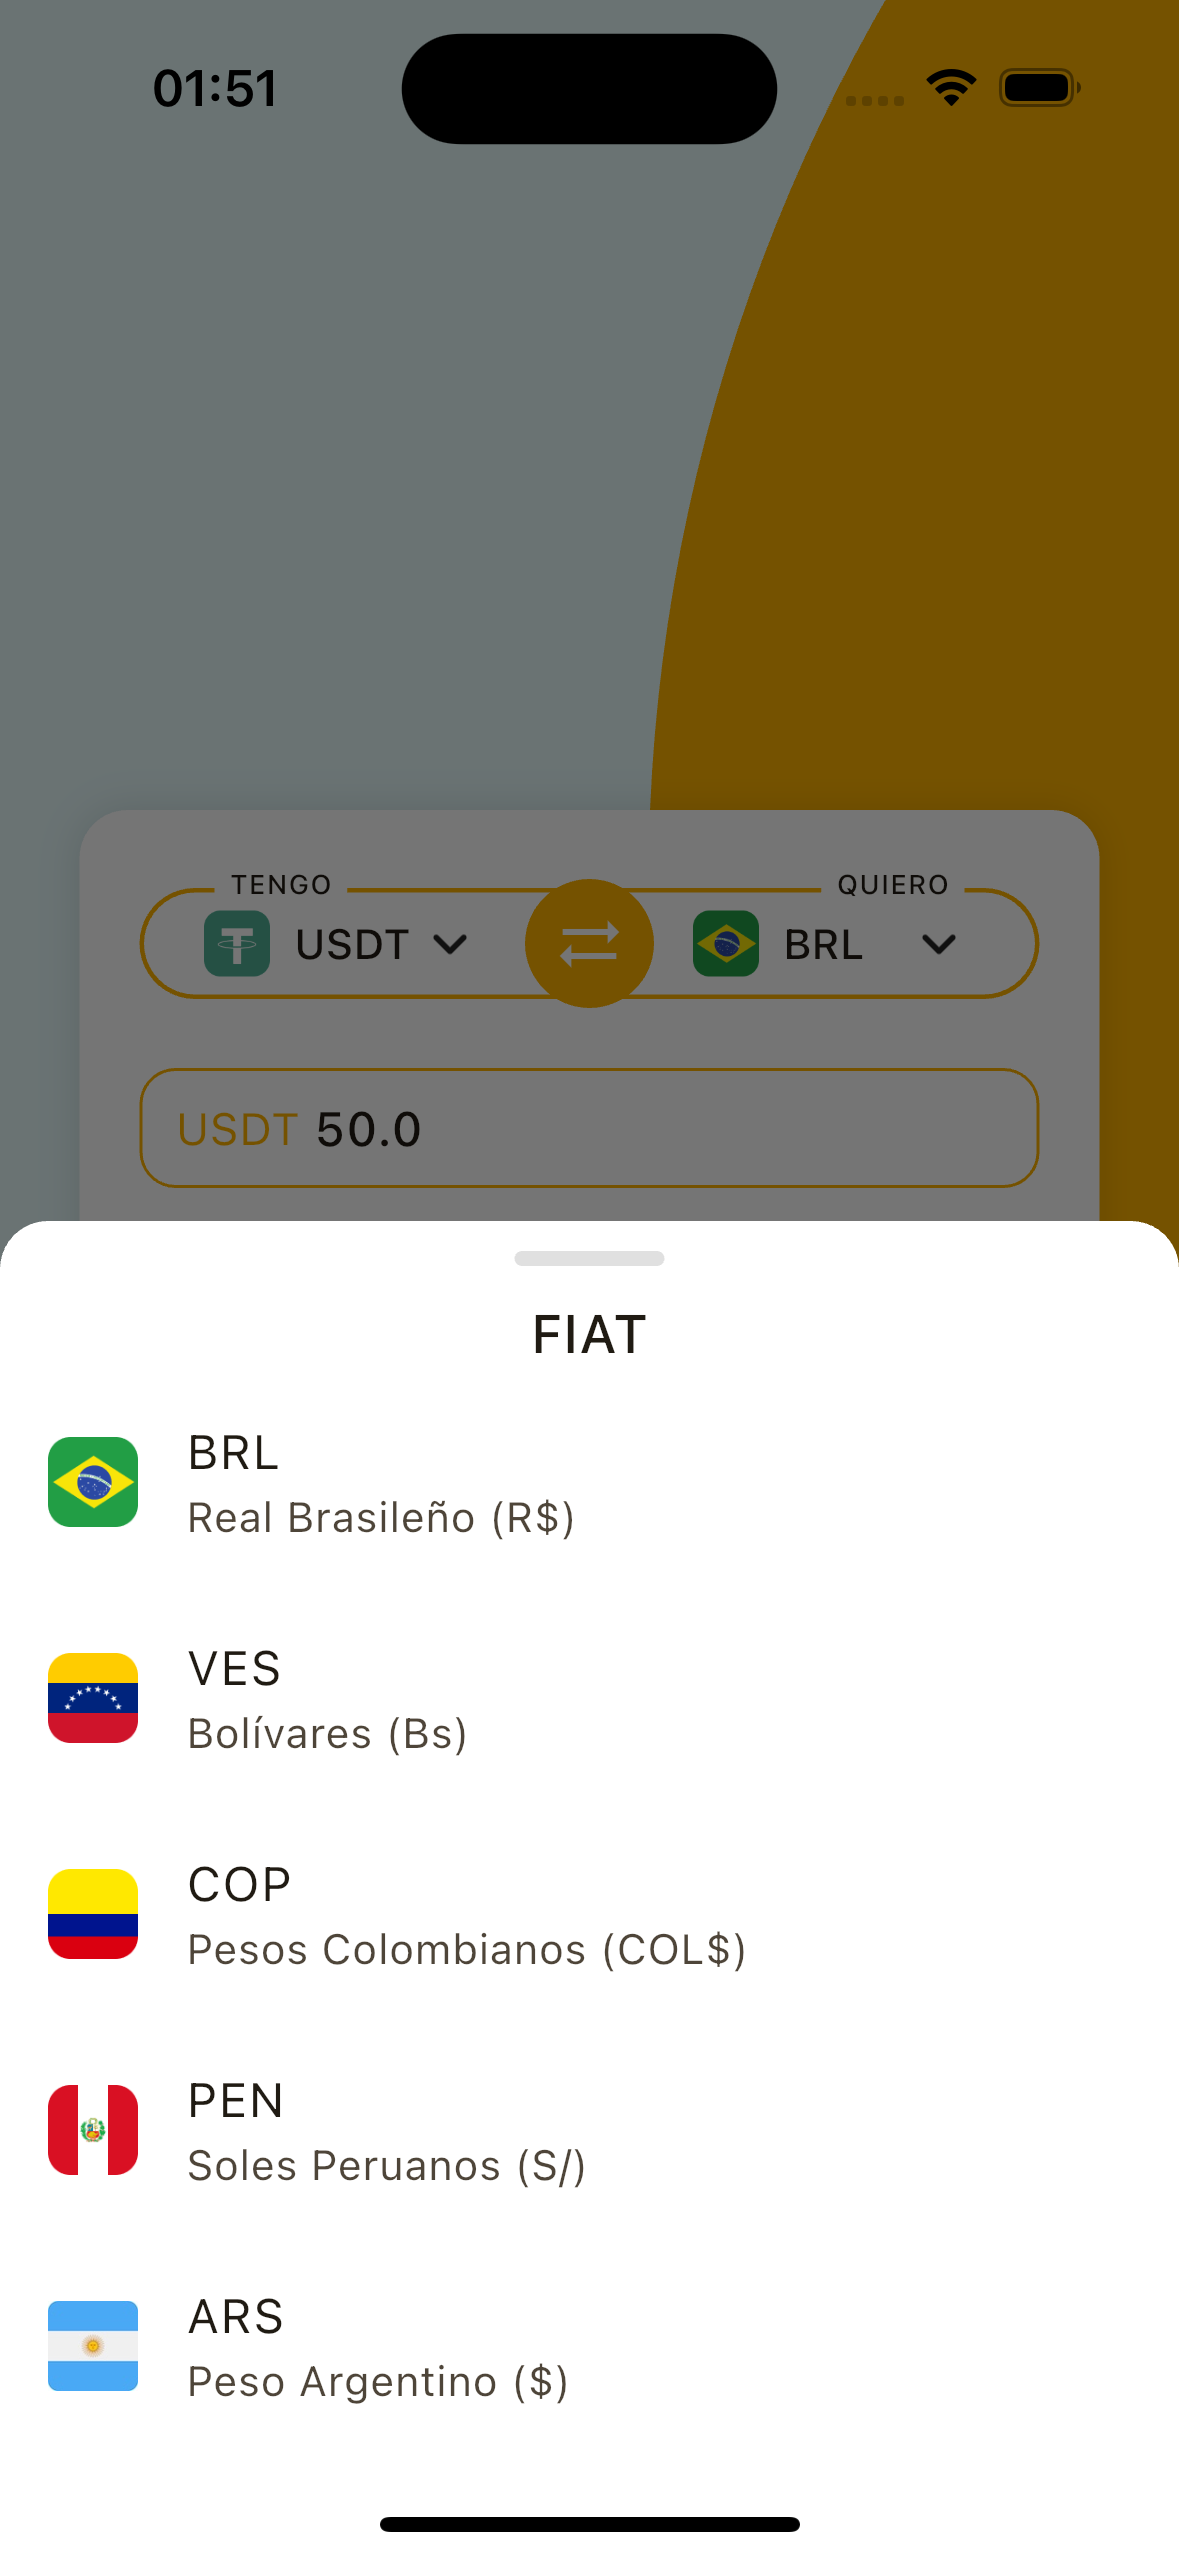 01:51
TENGO
QUIERO
USDT
BRL
USDT 50.0
FIAT
BRL
Real Brasileño (R$)
VES
Bolívares (Bs)
COP
Pesos Colombianos (COL$)
PEN
Soles Peruanos (S/)
ARS
Peso Argentino ($)